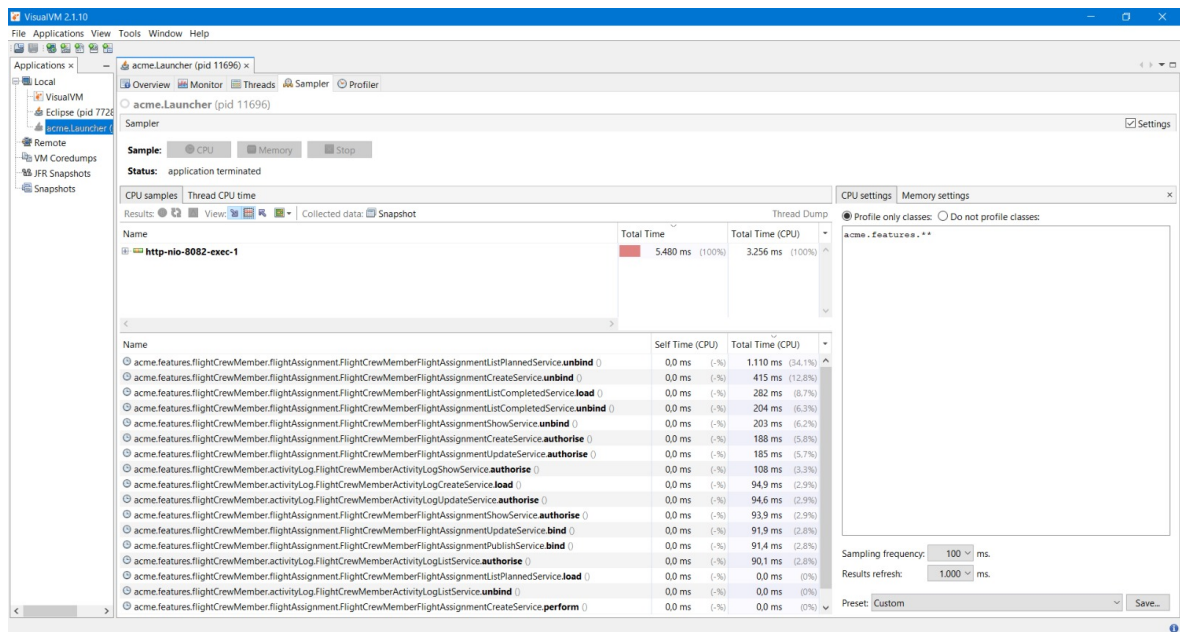 VisualVM 2.1.10
File Applications View Tools Window Help
Applications ×
acme.Launcher (pid 11696) ×
Local
VisualVM
Eclipse (pid 7728
acme.Launcher (
Remote
VM Coredumps
JFR Snapshots
Snapshots
Overview Monitor Threads Sampler Profiler
acme.Launcher (pid 11696)
Sampler
Settings
Sample: CPU Memory Stop
Status: application terminated
CPU samples Thread CPU time
Results: View: Collected data: Snapshot Thread Dump
Name Total Time Total Time (CPU)
http-nio-8082-exec-1 5.480 ms (100%) 3.256 ms (100%)
Name Self Time (CPU) Total Time (CPU)
acme.features.flightCrewMember.flightAssignment.FlightCrewMemberFlightAssignmentListPlannedService.unbind () 0,0 ms (-%) 1.110 ms (34.1%)
acme.features.flightCrewMember.flightAssignment.FlightCrewMemberFlightAssignmentCreateService.unbind () 0,0 ms (-%) 415 ms (12.8%)
acme.features.flightCrewMember.flightAssignment.FlightCrewMemberFlightAssignmentListCompletedService.load () 0,0 ms (-%) 282 ms (8.7%)
acme.features.flightCrewMember.flightAssignment.FlightCrewMemberFlightAssignmentListCompletedService.unbind () 0,0 ms (-%) 204 ms (6.3%)
acme.features.flightCrewMember.flightAssignment.FlightCrewMemberFlightAssignmentShowService.unbind () 0,0 ms (-%) 203 ms (6.2%)
acme.features.flightCrewMember.flightAssignment.FlightCrewMemberFlightAssignmentCreateService.authorise () 0,0 ms (-%) 188 ms (5.8%)
acme.features.flightCrewMember.flightAssignment.FlightCrewMemberFlightAssignmentUpdateService.authorise () 0,0 ms (-%) 185 ms (5.7%)
acme.features.flightCrewMember.activityLog.FlightCrewMemberActivityLogShowService.authorise () 0,0 ms (-%) 108 ms (3.3%)
acme.features.flightCrewMember.activityLog.FlightCrewMemberActivityLogCreateService.load () 0,0 ms (-%) 94,9 ms (2.9%)
acme.features.flightCrewMember.activityLog.FlightCrewMemberActivityLogUpdateService.authorise () 0,0 ms (-%) 94,6 ms (2.9%)
acme.features.flightCrewMember.flightAssignment.FlightCrewMemberFlightAssignmentShowService.authorise () 0,0 ms (-%) 93,9 ms (2.9%)
acme.features.flightCrewMember.flightAssignment.FlightCrewMemberFlightAssignmentUpdateService.bind () 0,0 ms (-%) 91,9 ms (2.8%)
acme.features.flightCrewMember.flightAssignment.FlightCrewMemberFlightAssignmentPublishService.bind () 0,0 ms (-%) 91,4 ms (2.8%)
acme.features.flightCrewMember.activityLog.FlightCrewMemberActivityLogListService.authorise () 0,0 ms (-%) 90,1 ms (2.8%)
acme.features.flightCrewMember.flightAssignment.FlightCrewMemberFlightAssignmentListPlannedService.load () 0,0 ms (-%) 0,0 ms (0%)
acme.features.flightCrewMember.activityLog.FlightCrewMemberActivityLogListService.unbind () 0,0 ms (-%) 0,0 ms (0%)
acme.features.flightCrewMember.flightAssignment.FlightCrewMemberFlightAssignmentCreateService.perform () 0,0 ms (-%) 0,0 ms (0%)
CPU settings Memory settings ×
Profile only classes: Do not profile classes:
acme.features.**
Sampling frequency: 100 ms.
Results refresh: 1.000 ms.
Preset: Custom Save...